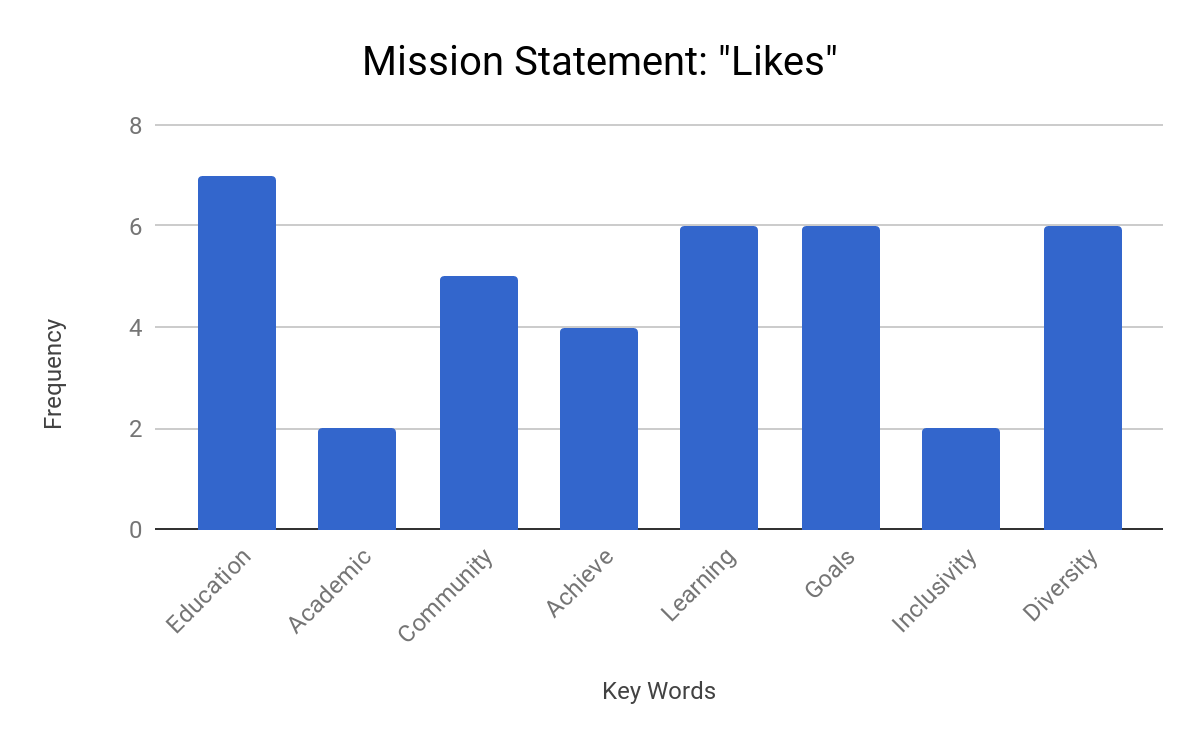 Mission Statement: "Likes"
8
6
4
2
0
Frequency
Education
Academic
Community
Achieve
Learning
Goals
Inclusivity
Diversity
Key Words